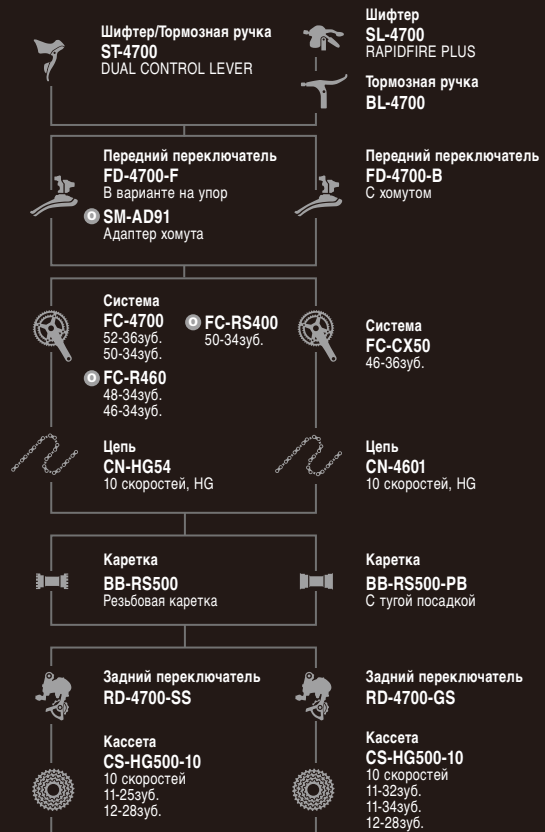 Шифтер/Тормозная ручка
ST-4700
DUAL CONTROL LEVER
Шифтер
SL-4700
RAPIDFIRE PLUS
Тормозная ручка
BL-4700
Передний переключатель
FD-4700-F
В варианте на упор
O SM-AD91
Адаптер хомута
Передний переключатель
FD-4700-B
С хомутом
Система
FC-4700
52-36зуб.
50-34зуб.
O FC-RS400
50-34зуб.
O FC-R460
48-34зуб.
46-34зуб.
Система
FC-CX50
46-36зуб.
Цепь
CN-HG54
10 скоростей, HG
Цепь
CN-4601
10 скоростей, HG
Каретка
BB-RS500
Резьбовая каретка
Каретка
BB-RS500-PB
С тугой посадкой
Задний переключатель
RD-4700-SS
Задний переключатель
RD-4700-GS
Кассета
CS-HG500-10
10 скоростей
11-25зуб.
12-28зуб.
Кассета
CS-HG500-10
10 скоростей
11-32зуб.
11-34зуб.
12-28зуб.